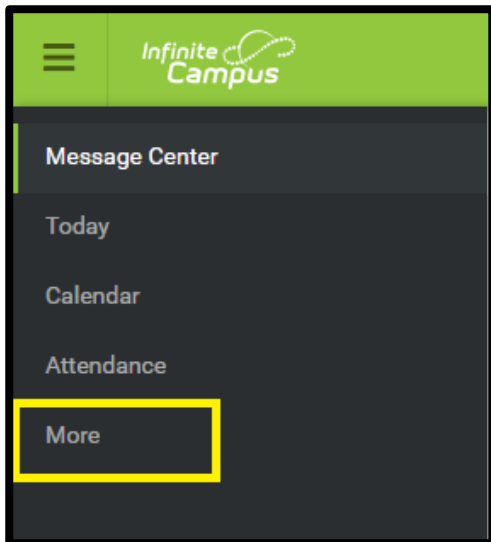 Infinite
Campus
Message Center
Today
Calendar
Attendance
More